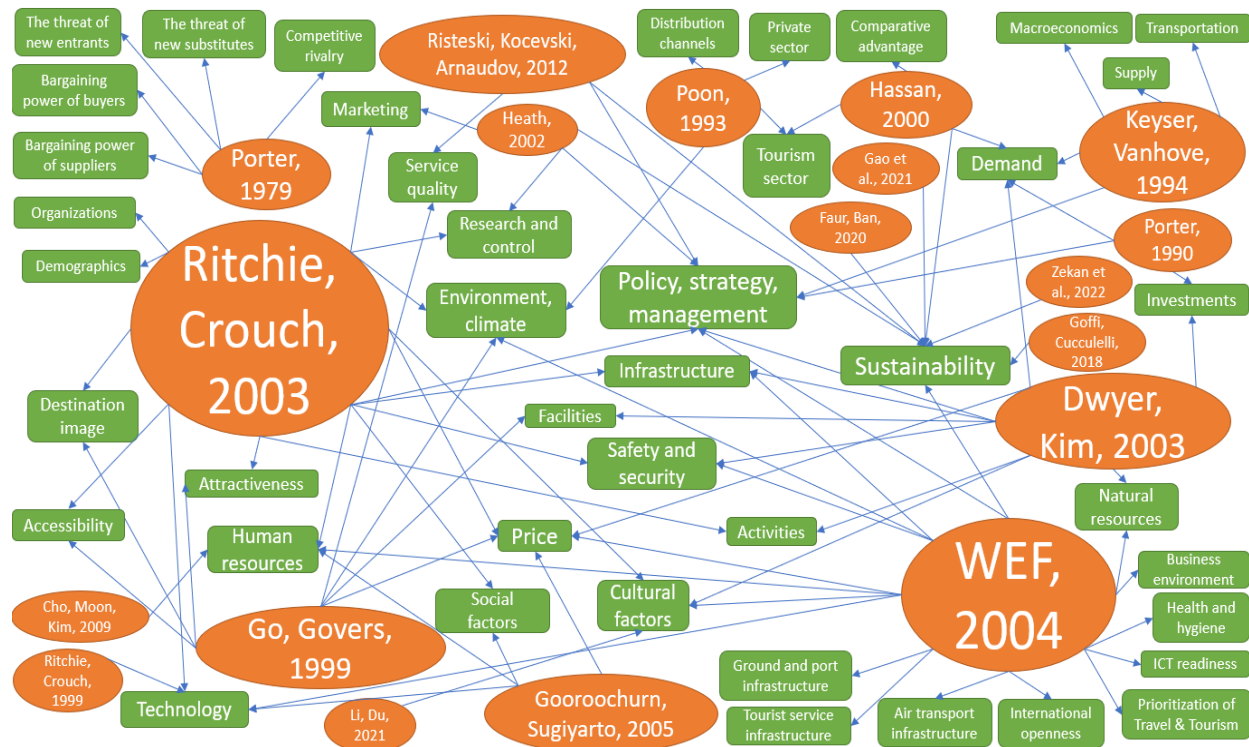 The threat of
new entrants
The threat of
new substitutes
Competitive
rivalry
Risteski, Kocevski,
Arnaudov, 2012
Distribution
channels
Private
sector
Comparative
advantage
Macroeconomics
Transportation
Supply
Bargaining
power of buyers
Marketing
Heath,
2002
Poon,
1993
Hassan,
2000
Keyser,
Vanhove,
1994
Bargaining power
of suppliers
Porter,
1979
Service
quality
Tourism
sector
Gao et
al., 2021
Demand
Organizations
Research and
control
Faur, Ban,
2020
Porter,
1990
Demographics
Ritchie,
Crouch,
2003
Environment,
climate
Policy, strategy,
management
Zekan et
al., 2022
Investments
Goffi,
Cucculelli,
2018
Infrastructure
Sustainability
Destination
image
Facilities
Dwyer,
Kim, 2003
Safety and
security
Attractiveness
Natural
resources
Accessibility
Human
resources
Price
Activities
WEF,
2004
Business
environment
Cho, Moon,
Kim, 2009
Go, Govers,
1999
Social
factors
Cultural
factors
Health and
hygiene
Ritchie,
Crouch,
1999
Ground and port
infrastructure
ICT readiness
Technology
Li, Du,
2021
Gooroochurn,
Sugiyarto, 2005
Tourist service
infrastructure
Air transport
infrastructure
International
openness
Prioritization of
Travel & Tourism